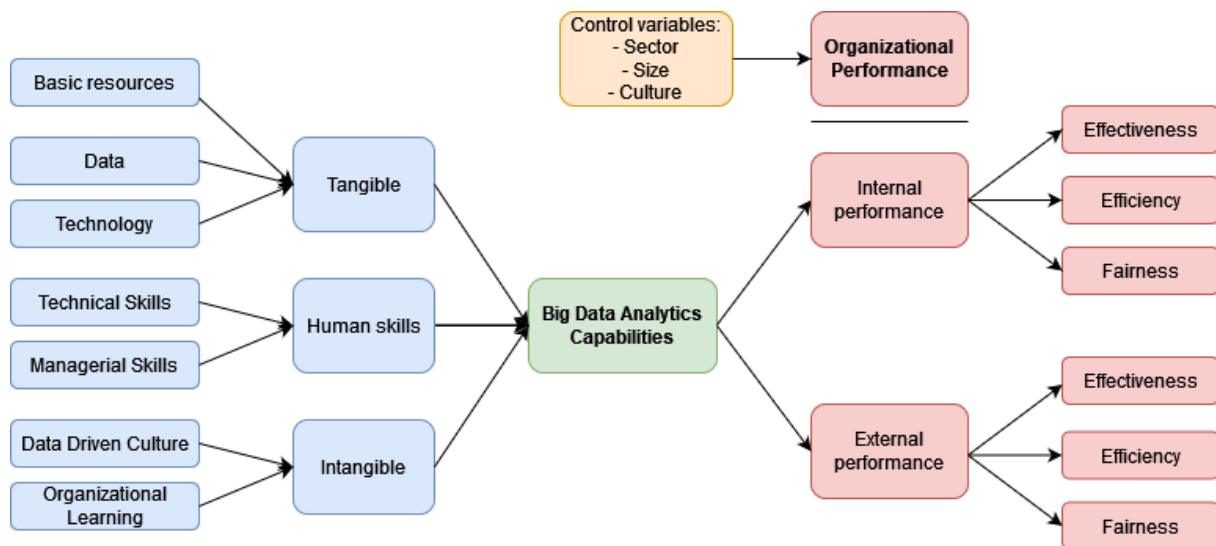 Control variables:
- Sector
- Size
- Culture
Organizational
Performance
Basic resources
Data
Technology
Tangible
Technical Skills
Managerial Skills
Human skills
Data Driven Culture
Organizational
Learning
Intangible
Big Data Analytics
Capabilities
Internal
performance
Effectiveness
Efficiency
Fairness
External
performance
Effectiveness
Efficiency
Fairness